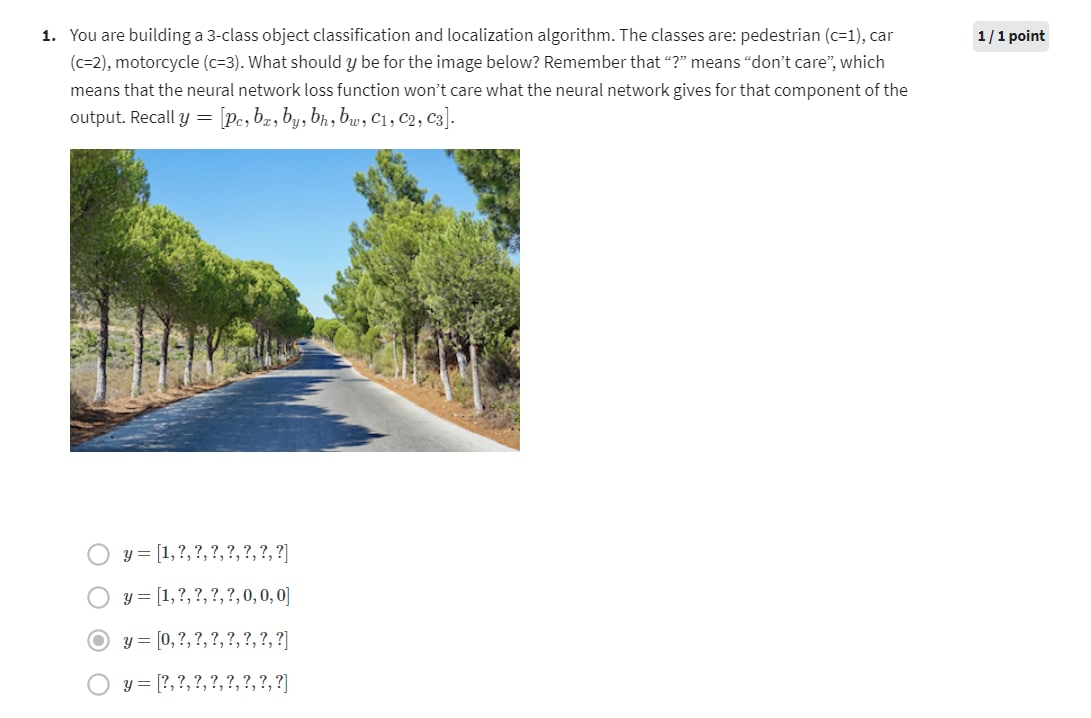 1. You are building a 3-class object classification and localization algorithm. The classes are: pedestrian (c=1), car
1 / 1 point
(c=2), motorcycle (c=3). What should y be for the image below? Remember that “?” means “don’t care”, which
means that the neural network loss function won’t care what the neural network gives for that component of the
output. Recall y = [p_c, b_x, b_y, b_h, b_w, c_1, c_2, c_3].
y = [1, ?, ?, ?, ?, ?, ?, ?]
y = [1, ?, ?, ?, ?, 0, 0, 0]
y = [0, ?, ?, ?, ?, ?, ?, ?]
y = [?, ?, ?, ?, ?, ?, ?, ?]